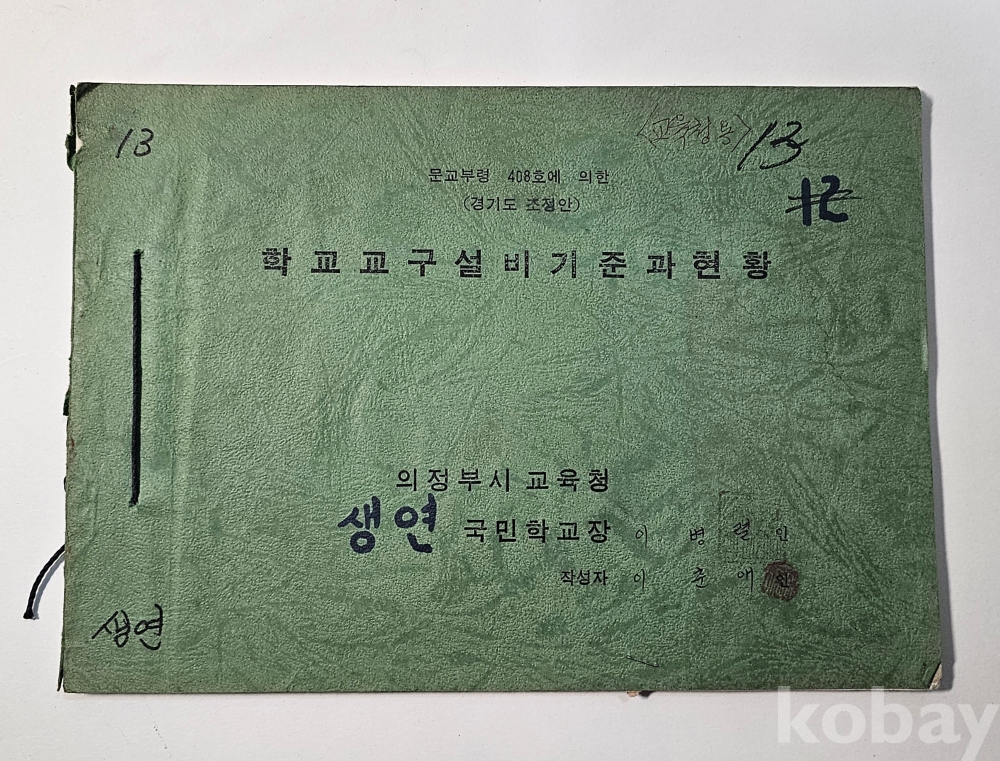 13
<교육청용> 13
12
문교부령 408호에 의한
(경기도 조정안)
학교교구설비기준과현황
의정부시 교육청
생연 국민학교장 이 병 렬 인
작성자 이 춘 애 인
생연
kobay